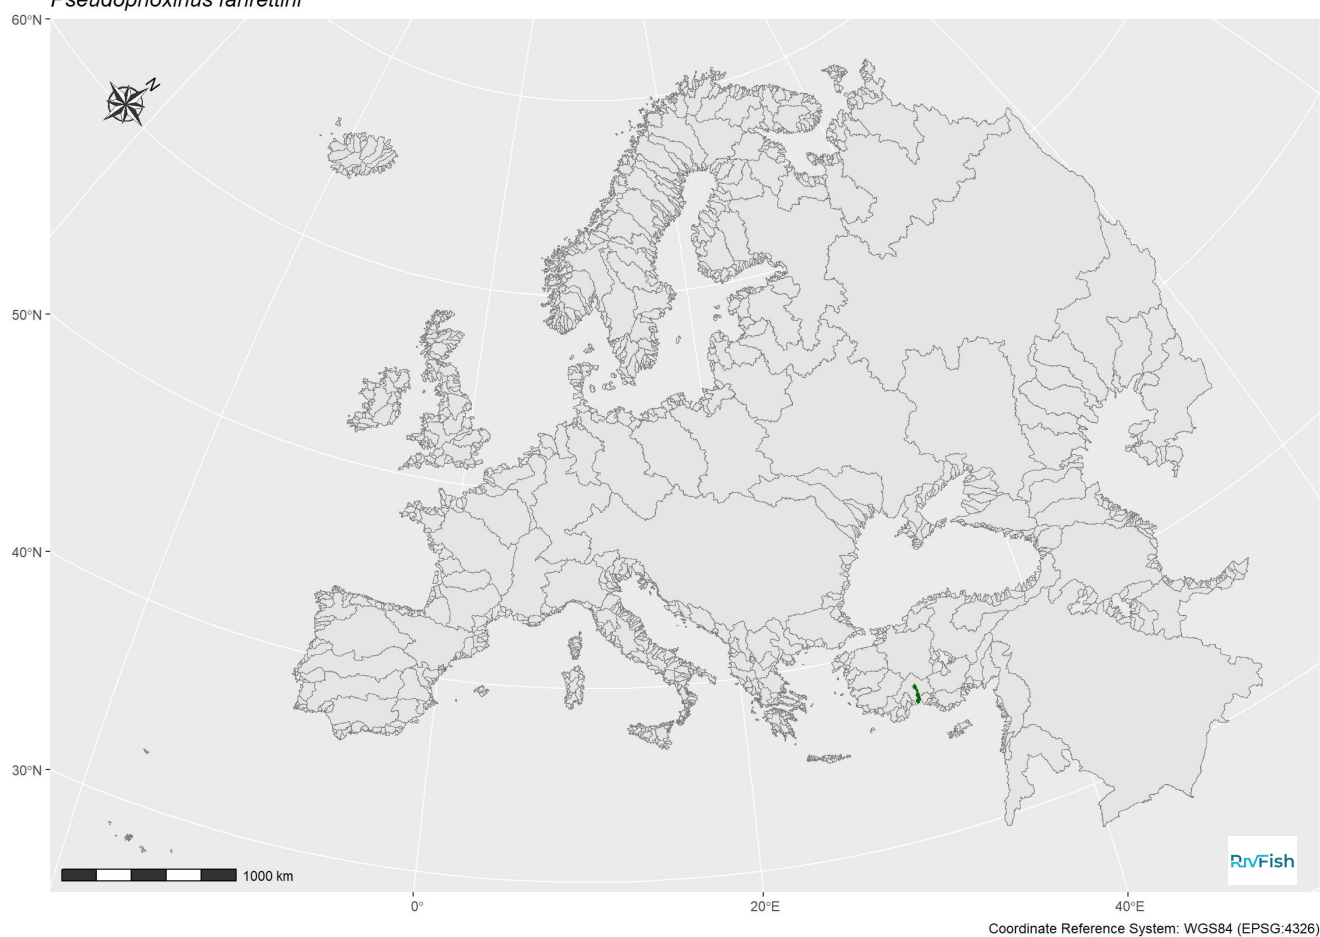 Pseudophoxinus fahrettini
60°N
N
50°N
40°N
30°N
1000 km
RivFish
0°
20°E
40°E
Coordinate Reference System: WGS84 (EPSG:4326)